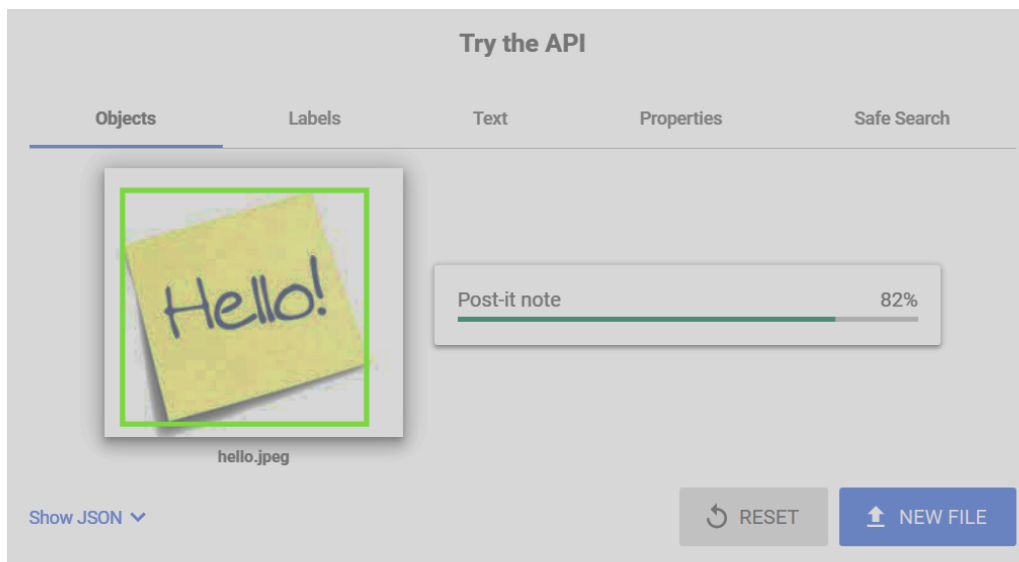 Try the API
Objects Labels Text Properties Safe Search
Hello!
Post-it note 82%
hello.jpeg
Show JSON
RESET NEW FILE